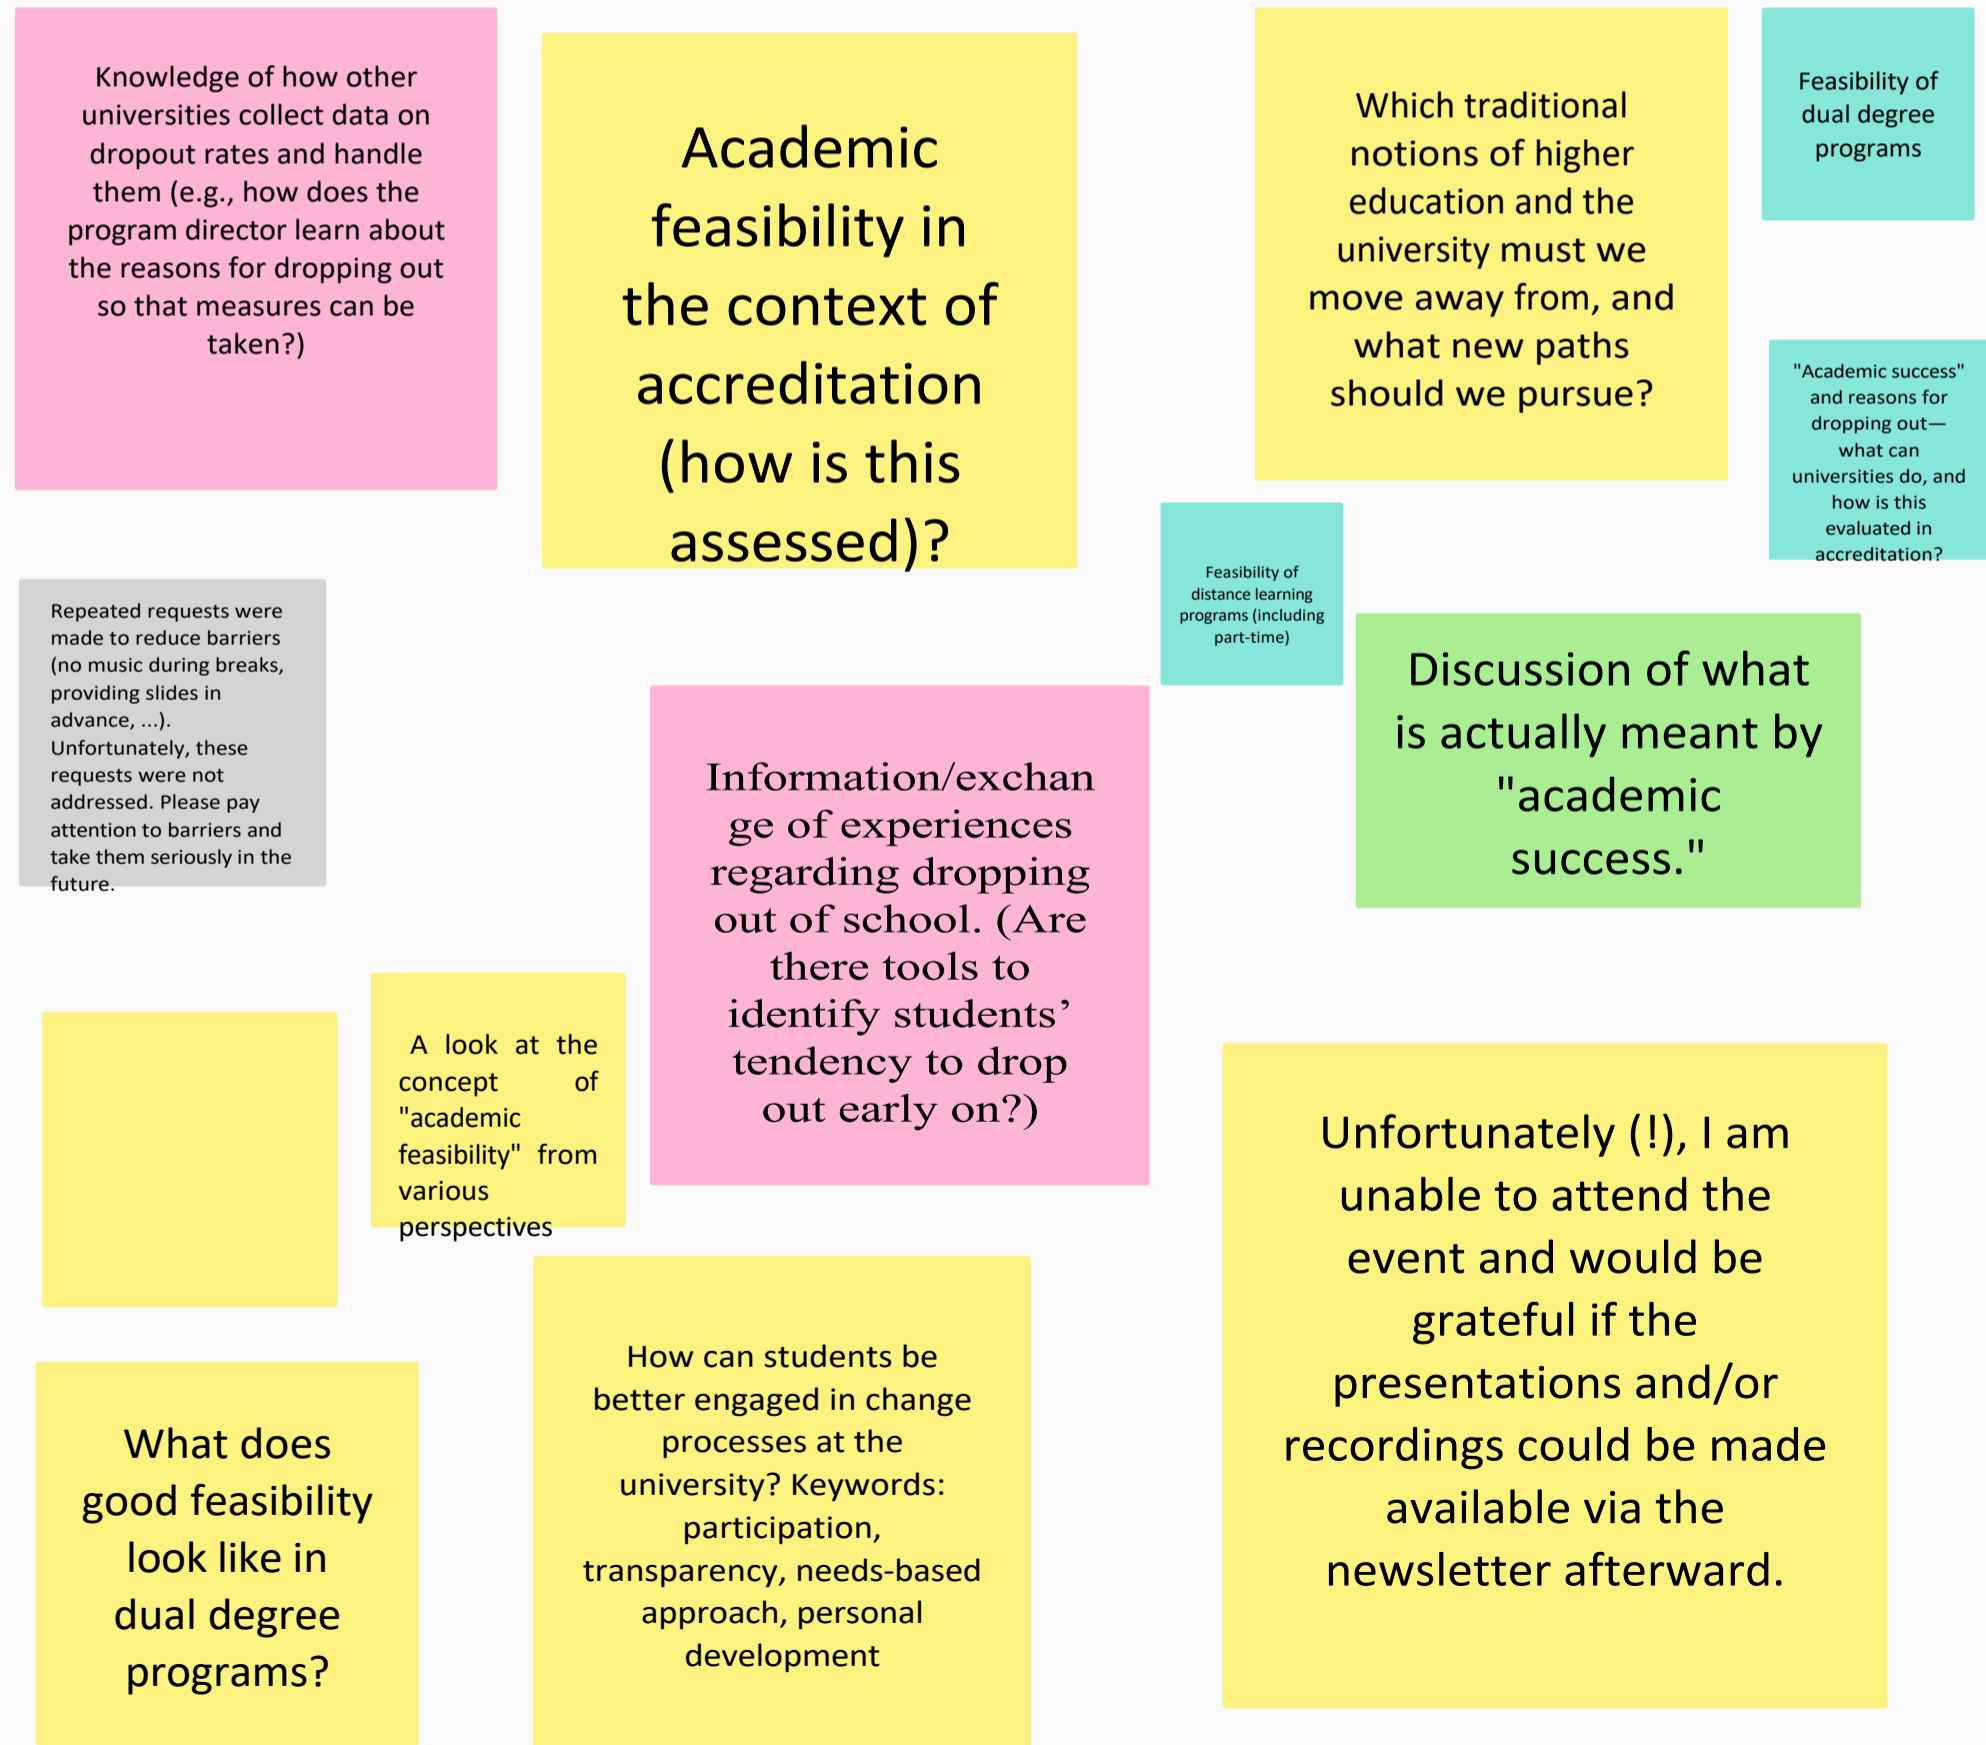 Knowledge of how other
universities collect data on
dropout rates and handle
them (e.g., how does the
program director learn about
the reasons for dropping out
so that measures can be
taken?)
Academic
feasibility in
the context of
accreditation
(how is this
assessed)?
Which traditional
notions of higher
education and the
university must we
move away from, and
what new paths
should we pursue?
Feasibility of
dual degree
programs
"Academic success"
and reasons for
dropping out—
what can
universities do, and
how is this
evaluated in
accreditation?
Feasibility of
distance learning
programs (including
part-time)
Repeated requests were
made to reduce barriers
(no music during breaks,
providing slides in
advance, ...).
Unfortunately, these
requests were not
addressed. Please pay
attention to barriers and
take them seriously in the
future.
Discussion of what
is actually meant by
"academic
success."
Information/exchan
ge of experiences
regarding dropping
out of school. (Are
there tools to
identify students’
tendency to drop
out early on?)
A look at the
concept of
"academic
feasibility" from
various
perspectives
Unfortunately (!), I am
unable to attend the
event and would be
grateful if the
presentations and/or
recordings could be made
available via the
newsletter afterward.
How can students be
better engaged in change
processes at the
university? Keywords:
participation,
transparency, needs-based
approach, personal
development
What does
good feasibility
look like in
dual degree
programs?